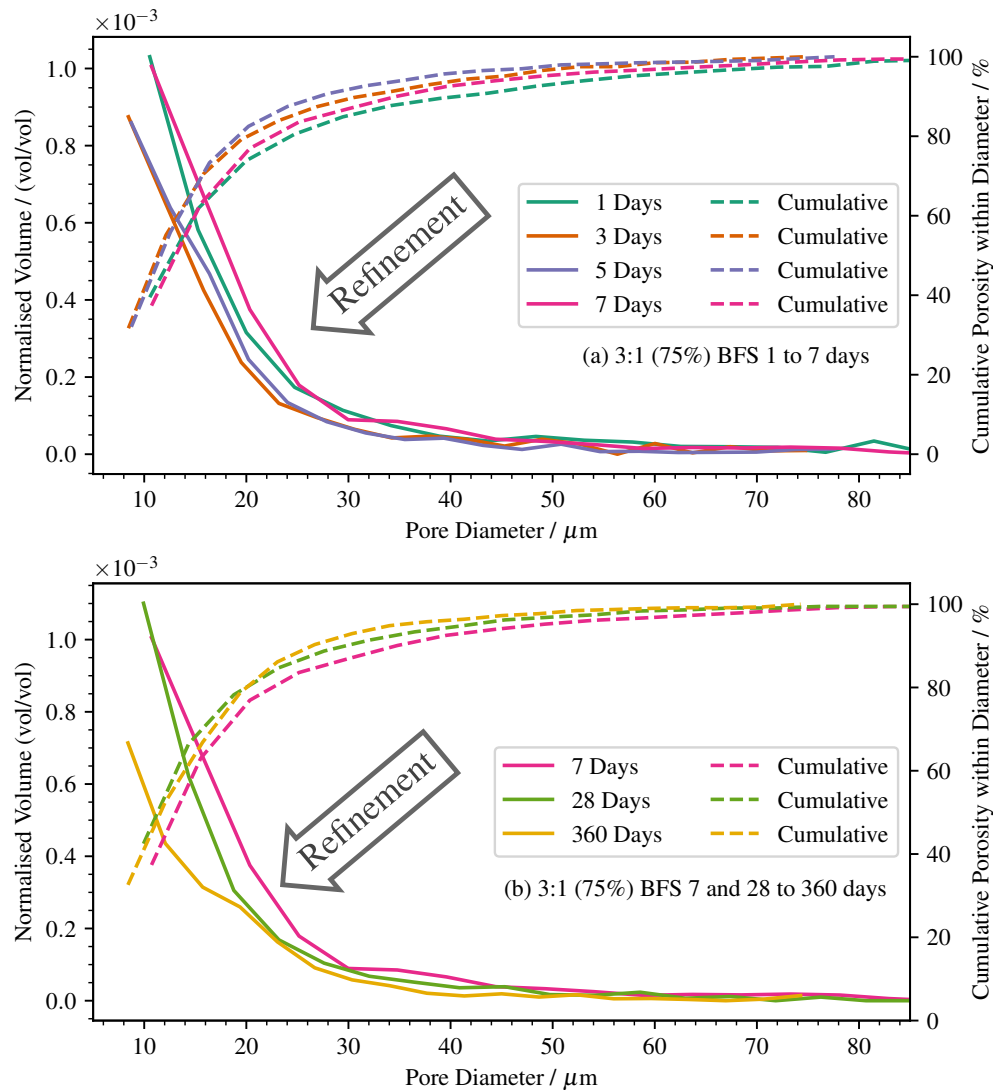 ×10⁻³
Normalised Volume / (vol/vol)
1.0
0.8
0.6
0.4
0.2
0.0
100
80
60
40
20
0
Cumulative Porosity within Diameter / %
Refinement
1 Days Cumulative
3 Days Cumulative
5 Days Cumulative
7 Days Cumulative
(a) 3:1 (75%) BFS 1 to 7 days
10 20 30 40 50 60 70 80
Pore Diameter / μm
×10⁻³
Normalised Volume (vol/vol)
1.0
0.8
0.6
0.4
0.2
0.0
100
80
60
40
20
0
Cumulative Porosity within Diameter / %
Refinement
7 Days Cumulative
28 Days Cumulative
360 Days Cumulative
(b) 3:1 (75%) BFS 7 and 28 to 360 days
10 20 30 40 50 60 70 80
Pore Diameter / μm